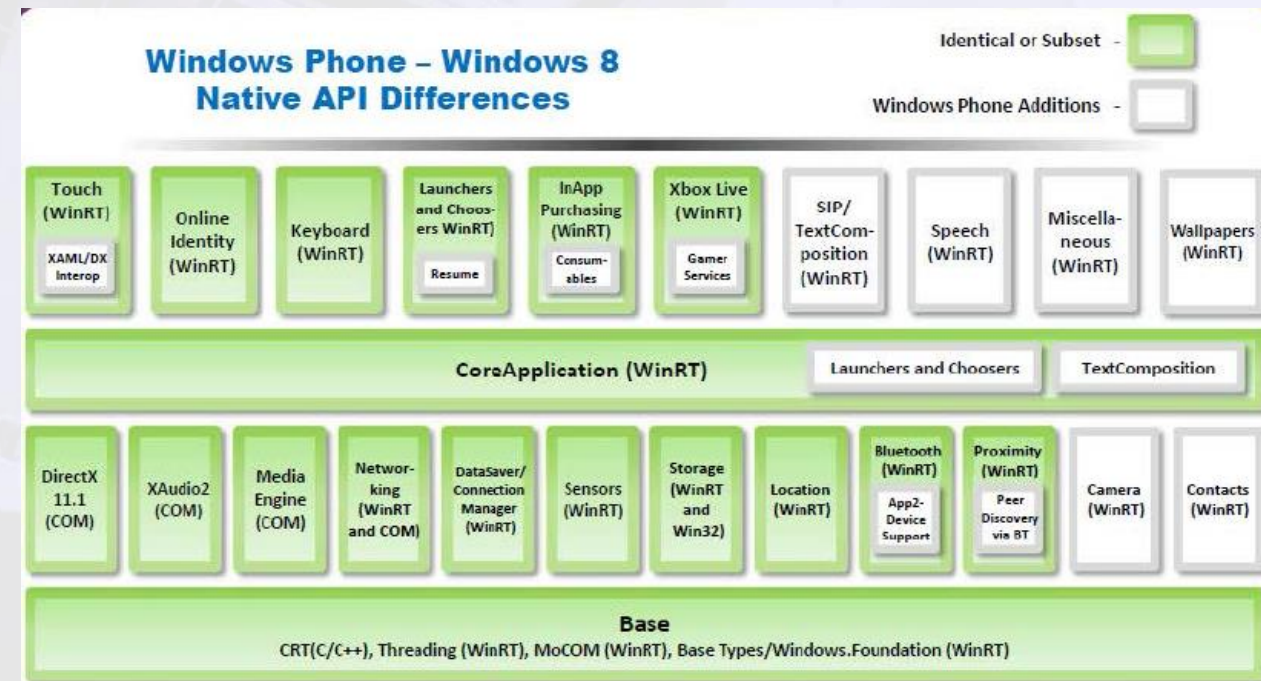 Windows Phone – Windows 8
Native API Differences
Identical or Subset -
Windows Phone Additions -
Touch
(WinRT)
XAML/DX
Interop
Online
Identity
(WinRT)
Keyboard
(WinRT)
Launchers
and Choos-
ers WinRT)
Resume
InApp
Purchasing
(WinRT)
Consum-
ables
Xbox Live
(WinRT)
Gamer
Services
SIP/
TextCom-
position
(WinRT)
Speech
(WinRT)
Miscella-
neous
(WinRT)
Wallpapers
(WinRT)
CoreApplication (WinRT)
Launchers and Choosers
TextComposition
DirectX
11.1
(COM)
XAudio2
(COM)
Media
Engine
(COM)
Networ-
king
(WinRT
and COM)
DataSaver/
Connection
Manager
(WinRT)
Sensors
(WinRT)
Storage
(WinRT
and
Win32)
Location
(WinRT)
Bluetooth
(WinRT)
App2-
Device
Support
Proximity
(WinRT)
Peer
Discovery
via BT
Camera
(WinRT)
Contacts
(WinRT)
Base
CRT(C/C++), Threading (WinRT), MoCOM (WinRT), Base Types/Windows.Foundation (WinRT)